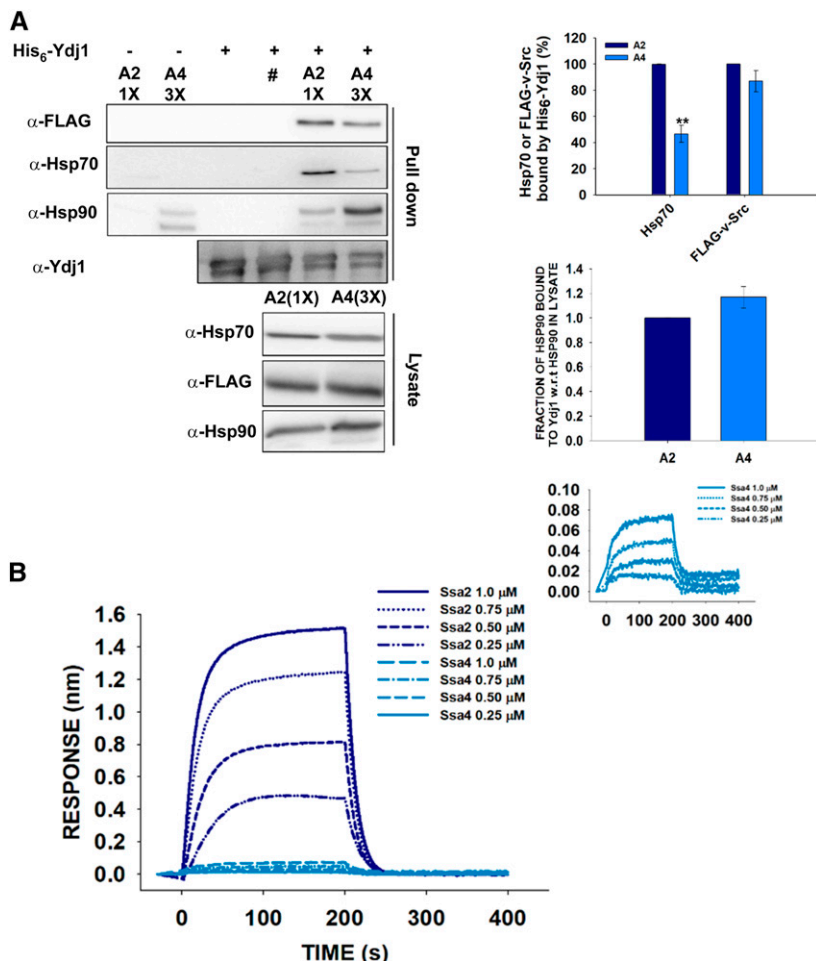 A
His6-Ydj1 - - + + + +
A2 A4 # A2 A4
1X 3X 1X 3X
α-FLAG
α-Hsp70
α-Hsp90
α-Ydj1
Pull down
A2(1X) A4(3X)
α-Hsp70
α-FLAG
α-Hsp90
Lysate
Hsp70 or FLAG-v-Src
bound by His6-Ydj1 (%)
120
100
80
60
40
20
0
A2
A4
**
Hsp70
FLAG-v-Src
FRACTION OF HSP90 BOUND
TO Ydj1 w.r.t HSP90 IN LYSATE
1.4
1.2
1.0
0.8
0.6
0.4
0.2
0.0
A2 A4
0.10
0.08
0.06
0.04
0.02
0.00
Ssa4 1.0 µM
Ssa4 0.75 µM
Ssa4 0.50 µM
Ssa4 0.25 µM
0 100 200 300 400
B
RESPONSE (nm)
1.6
1.4
1.2
1.0
0.8
0.6
0.4
0.2
0.0
Ssa2 1.0 µM
Ssa2 0.75 µM
Ssa2 0.50 µM
Ssa2 0.25 µM
Ssa4 1.0 µM
Ssa4 0.75 µM
Ssa4 0.50 µM
Ssa4 0.25 µM
0 100 200 300 400
TIME (s)